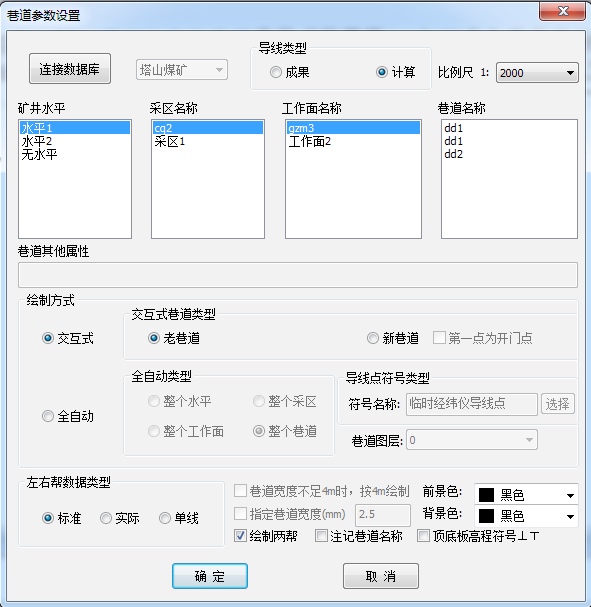 巷道参数设置
连接数据库
塔山煤矿
导线类型
成果
计算
比例尺 1:
2000
矿井水平
采区名称
工作面名称
巷道名称
水平1
水平2
无水平
cq2
采区1
gzm3
工作面2
dd1
dd1
dd2
巷道其他属性
绘制方式
交互式
交互式巷道类型
老巷道
新巷道
第一点为开门点
全自动
全自动类型
整个水平
整个采区
整个工作面
整个巷道
导线点符号类型
符号名称:
临时经纬仪导线点
选择
巷道图层:
0
左右帮数据类型
标准
实际
单线
巷道宽度不足4m时，按4m绘制
指定巷道宽度(mm)
2.5
绘制两帮
注记巷道名称
顶底板高程符号⊥⊤
前景色:
黑色
背景色:
黑色
确 定
取 消